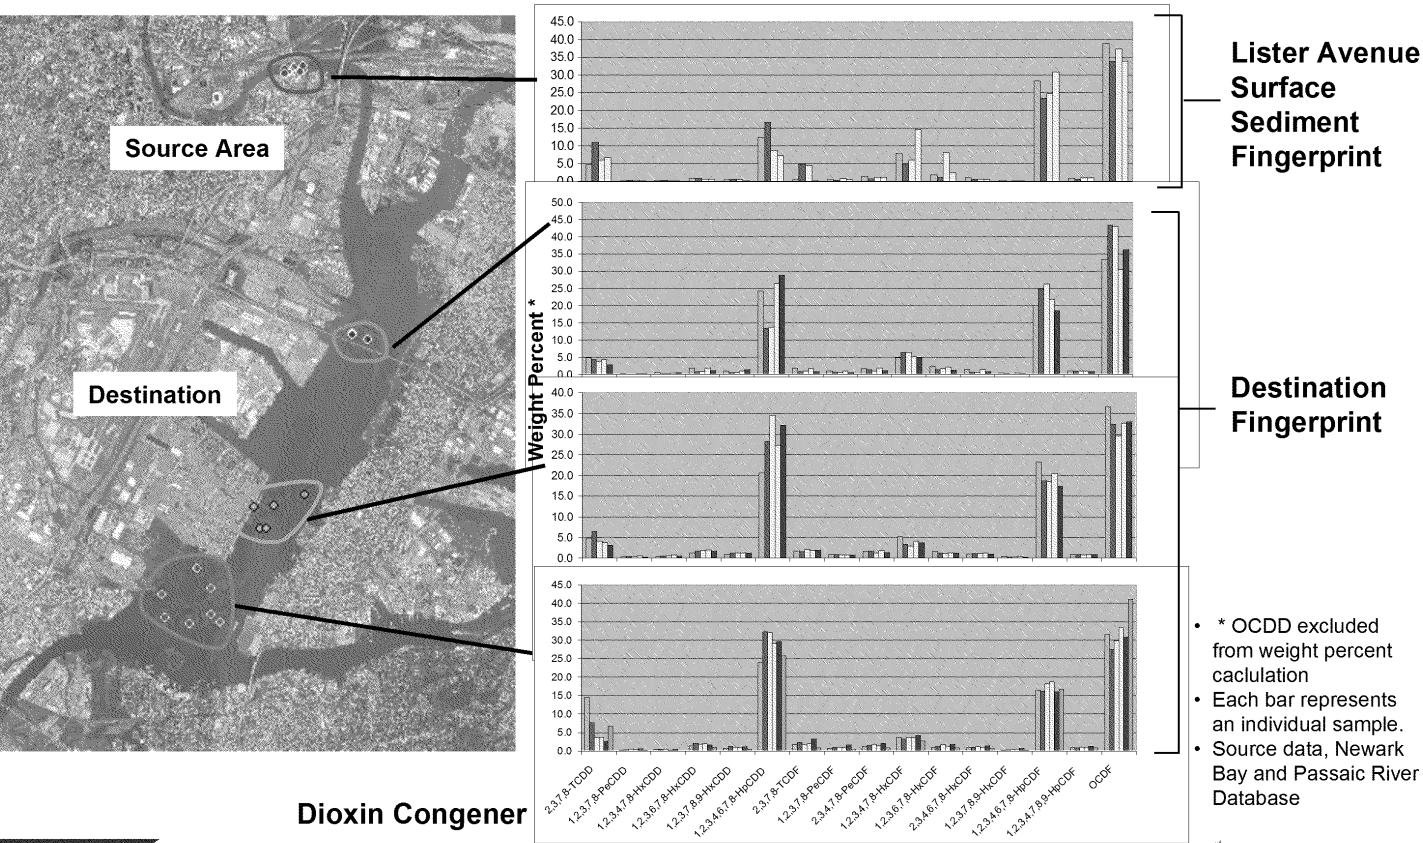 Source Area
Destination
Lister Avenue
Surface
Sediment
Fingerprint
Destination
Fingerprint
Weight Percent *
45.0
40.0
35.0
30.0
25.0
20.0
15.0
10.0
5.0
0.0
50.0
45.0
40.0
35.0
30.0
25.0
20.0
15.0
10.0
5.0
0.0
40.0
35.0
30.0
25.0
20.0
15.0
10.0
5.0
0.0
45.0
40.0
35.0
30.0
25.0
20.0
15.0
10.0
5.0
0.0
2,3,7,8-TCDD
1,2,3,7,8-PeCDD
1,2,3,4,7,8-HxCDD
1,2,3,6,7,8-HxCDD
1,2,3,7,8,9-HxCDD
1,2,3,4,6,7,8-HpCDD
2,3,7,8-TCDF
1,2,3,7,8-PeCDF
2,3,4,7,8-PeCDF
1,2,3,4,7,8-HxCDF
1,2,3,6,7,8-HxCDF
2,3,4,6,7,8-HxCDF
1,2,3,7,8,9-HxCDF
1,2,3,4,6,7,8-HpCDF
1,2,3,4,7,8,9-HpCDF
OCDF
Dioxin Congener
• * OCDD excluded
from weight percent
caclulation
• Each bar represents
an individual sample.
• Source data, Newark
Bay and Passaic River
Database